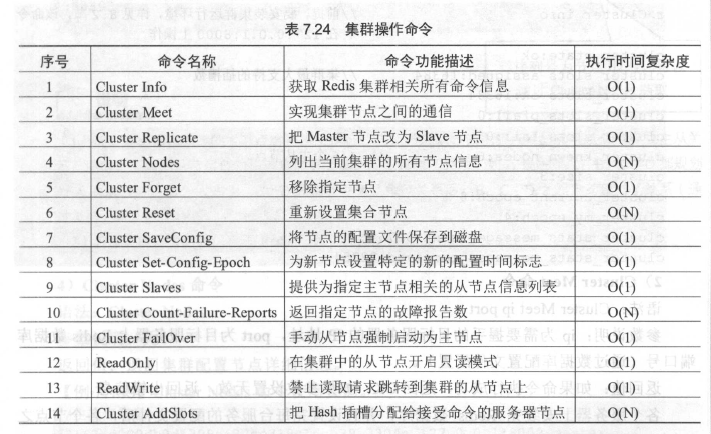 表 7.24 集群操作命令
序号 命令名称 命令功能描述 执行时间复杂度
1 Cluster Info 获取 Redis 集群相关所有命令信息 O(1)
2 Cluster Meet 实现集群节点之间的通信 O(1)
3 Cluster Replicate 把 Master 节点改为 Slave 节点 O(1)
4 Cluster Nodes 列出当前集群的所有节点信息 O(N)
5 Cluster Forget 移除指定节点 O(1)
6 Cluster Reset 重新设置集合节点 O(N)
7 Cluster SaveConfig 将节点的配置文件保存到磁盘 O(1)
8 Cluster Set-Config-Epoch 为新节点设置特定的新的配置时间标志 O(1)
9 Cluster Slaves 提供为指定主节点相关的从节点信息列表 O(1)
10 Cluster Count-Failure-Reports 返回指定节点的故障报告数 O(N)
11 Cluster FailOver 手动从节点强制启动为主节点 O(1)
12 ReadOnly 在集群中的从节点开启只读模式 O(1)
13 ReadWrite 禁止读取请求跳转到集群的从节点上 O(1)
14 Cluster AddSlots 把 Hash 插槽分配给接受命令的服务器节点 O(N)